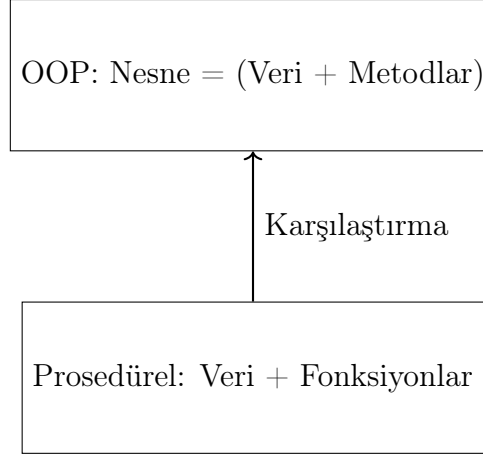 OOP: Nesne = (Veri + Metodlar)
Karşılaştırma
Prosedürel: Veri + Fonksiyonlar